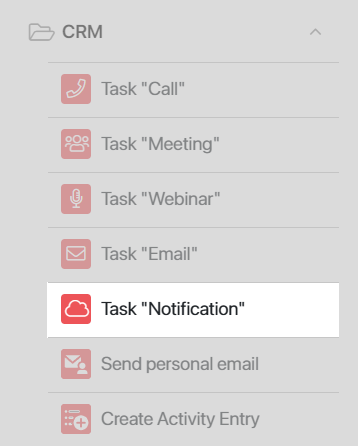 CRM
Task "Call"
Task "Meeting"
Task "Webinar"
Task "Email"
Task "Notification"
Send personal email
Create Activity Entry